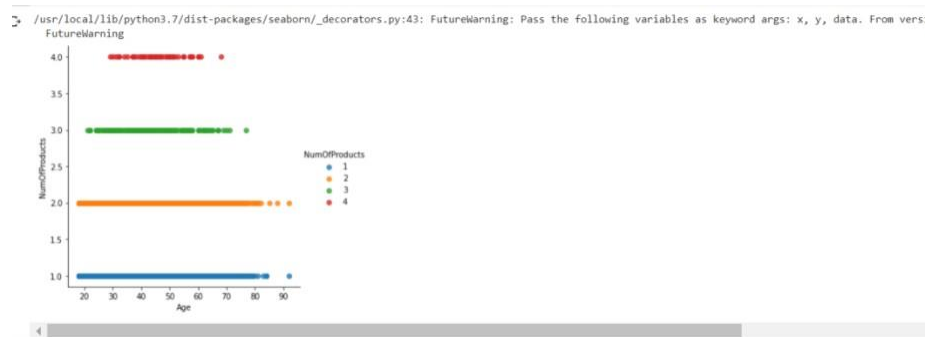 /usr/local/lib/python3.7/dist-packages/seaborn/_decorators.py:43: FutureWarning: Pass the following variables as keyword args: x, y, data. From vers
FutureWarning
4.0
3.5
3.0
2.5
2.0
1.5
1.0
NumOfProducts
20 30 40 50 60 70 80 90
Age
NumOfProducts
1
2
3
4